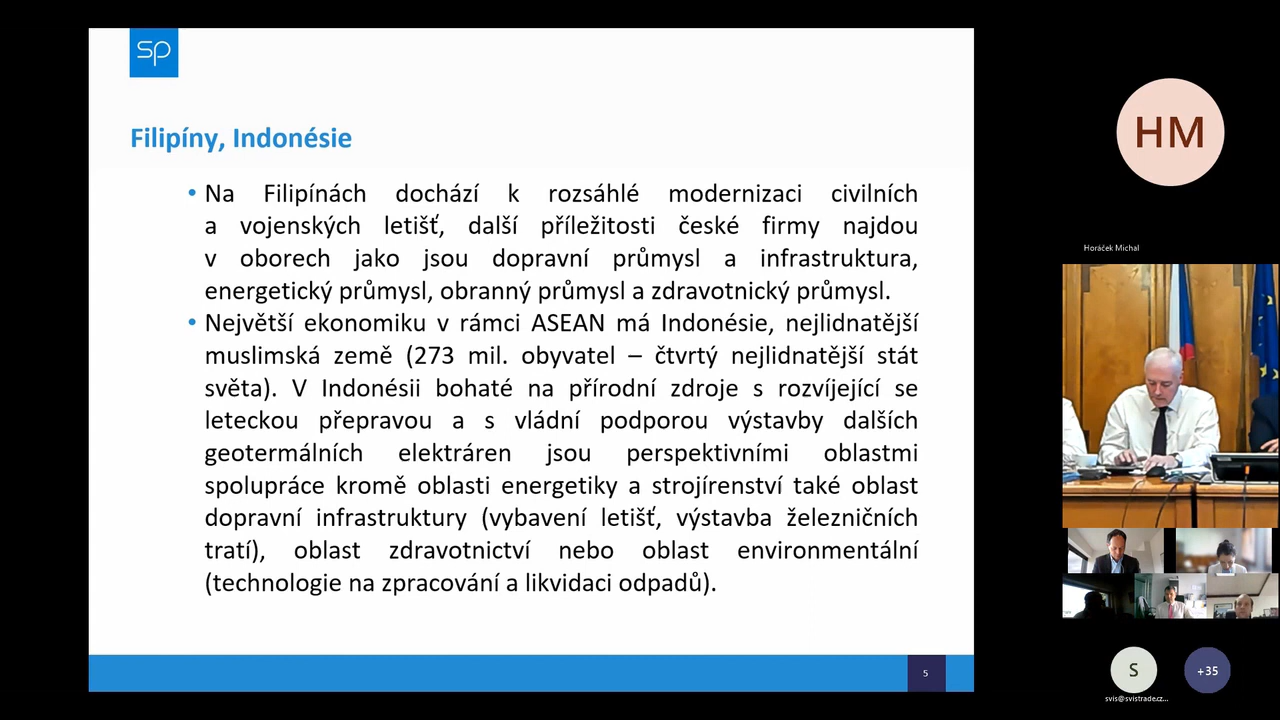 sp
Filipíny, Indonésie
• Na Filipínách dochází k rozsáhlé modernizaci civilních
a vojenských letišť, další příležitosti české firmy najdou
v oborech jako jsou dopravní průmysl a infrastruktura,
energetický průmysl, obranný průmysl a zdravotnický průmysl.
• Největší ekonomiku v rámci ASEAN má Indonésie, nejlidnatější
muslimská země (273 mil. obyvatel – čtvrtý nejlidnatější stát
světa). V Indonésii bohaté na přírodní zdroje s rozvíjející se
leteckou přepravou a s vládní podporou výstavby dalších
geotermálních elektráren jsou perspektivními oblastmi
spolupráce kromě oblasti energetiky a strojírenství také oblast
dopravní infrastruktury (vybavení letišť, výstavba železničních
tratí), oblast zdravotnictví nebo oblast environmentální
(technologie na zpracování a likvidaci odpadů).
5
HM
Horáček Michal
S
+35
svis@svistrade.cz...